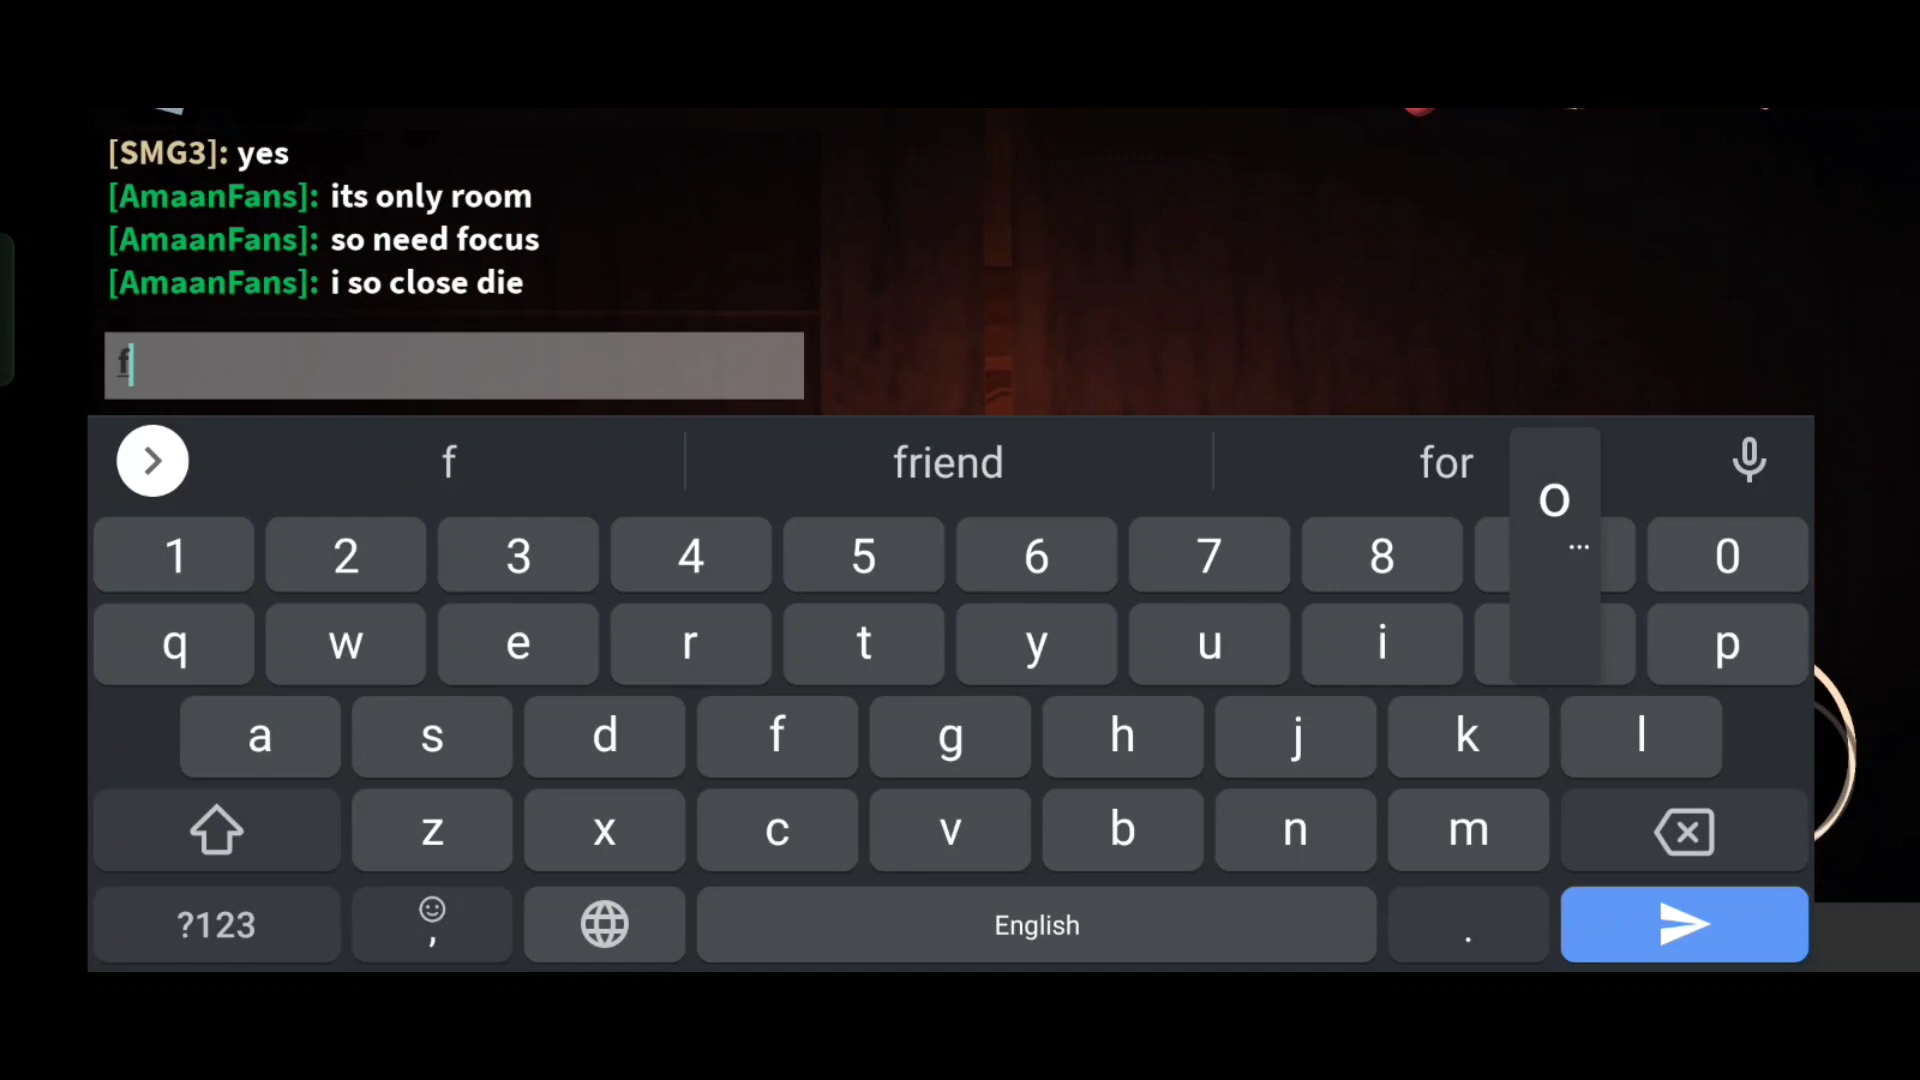 [SMG3]: yes
[AmaanFans]: its only room
[AmaanFans]: so need focus
[AmaanFans]: i so close die
f
f friend for
o
...
1 2 3 4 5 6 7 8 0
q w e r t y u i p
a s d f g h j k l
z x c v b n m
?123 , English .